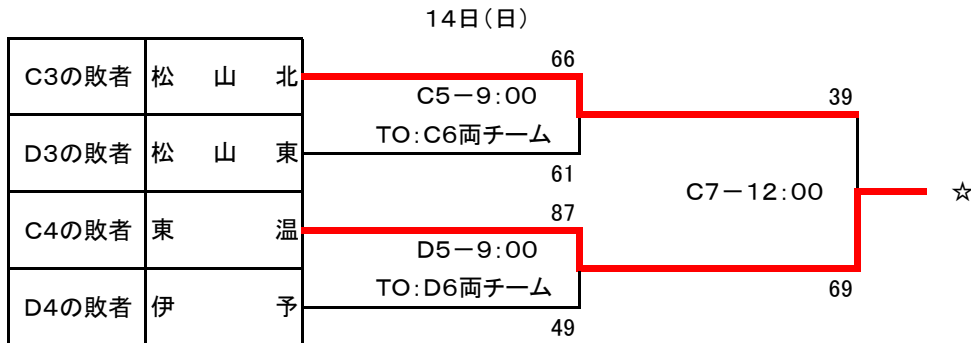 14日(日)
C3の敗者 松山北
66
C5-9:00
39
TO:C6両チーム
D3の敗者 松山東
61
C7-12:00 ☆
C4の敗者 東温
87
D5-9:00
TO:D6両チーム
69
D4の敗者 伊予
49